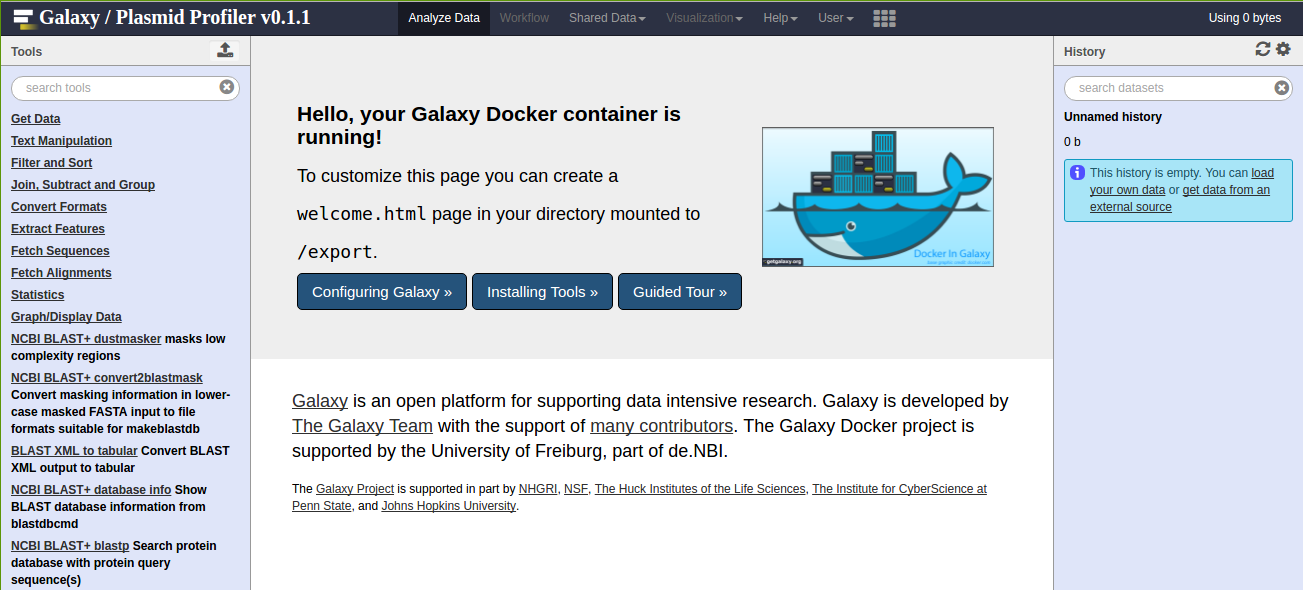 Galaxy / Plasmid Profiler v0.1.1
Analyze Data
Workflow
Shared Data
Visualization
Help
User
Using 0 bytes
Tools
search tools
Get Data
Text Manipulation
Filter and Sort
Join, Subtract and Group
Convert Formats
Extract Features
Fetch Sequences
Fetch Alignments
Statistics
Graph/Display Data
NCBI BLAST+ dustmasker masks low
complexity regions
NCBI BLAST+ convert2blastmask
Convert masking information in lower-
case masked FASTA input to file
formats suitable for makeblastdb
BLAST XML to tabular Convert BLAST
XML output to tabular
NCBI BLAST+ database info Show
BLAST database information from
blastdbcmd
NCBI BLAST+ blastp Search protein
database with protein query
sequence(s)
Hello, your Galaxy Docker container is
running!
To customize this page you can create a
welcome.html page in your directory mounted to
/export.
Configuring Galaxy »
Installing Tools »
Guided Tour »
Docker In Galaxy
getgalaxy.org
Galaxy is an open platform for supporting data intensive research. Galaxy is developed by
The Galaxy Team with the support of many contributors. The Galaxy Docker project is
supported by the University of Freiburg, part of de.NBI.
The Galaxy Project is supported in part by NHGRI, NSF, The Huck Institutes of the Life Sciences, The Institute for CyberScience at
Penn State, and Johns Hopkins University.
History
search datasets
Unnamed history
0 b
This history is empty. You can load
your own data or get data from an
external source